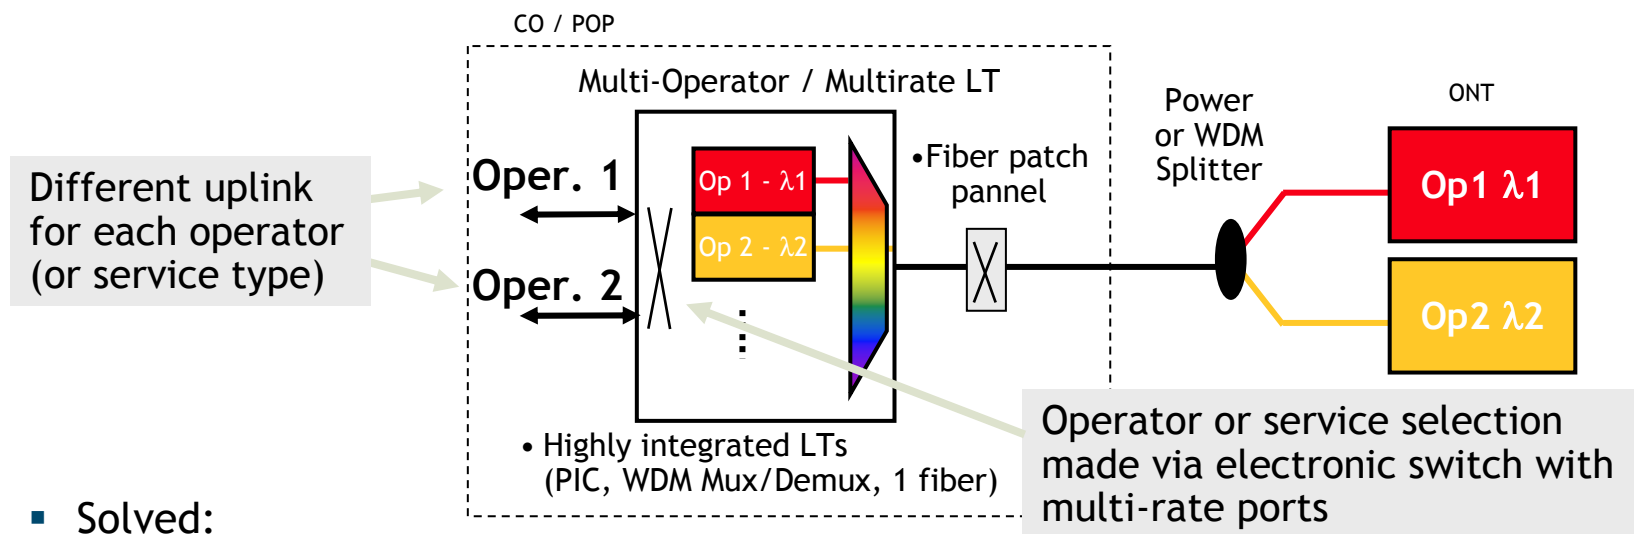 CO / POP
Multi-Operator / Multirate LT
Power
or WDM
Splitter
ONT
Different uplink
for each operator
(or service type)
Oper. 1
Oper. 2
Op 1 - λ1
Op 2 - λ2
•Fiber patch
pannel
Op1 λ1
Op2 λ2
• Highly integrated LTs
(PIC, WDM Mux/Demux, 1 fiber)
Operator or service selection
made via electronic switch with
multi-rate ports
▪ Solved: